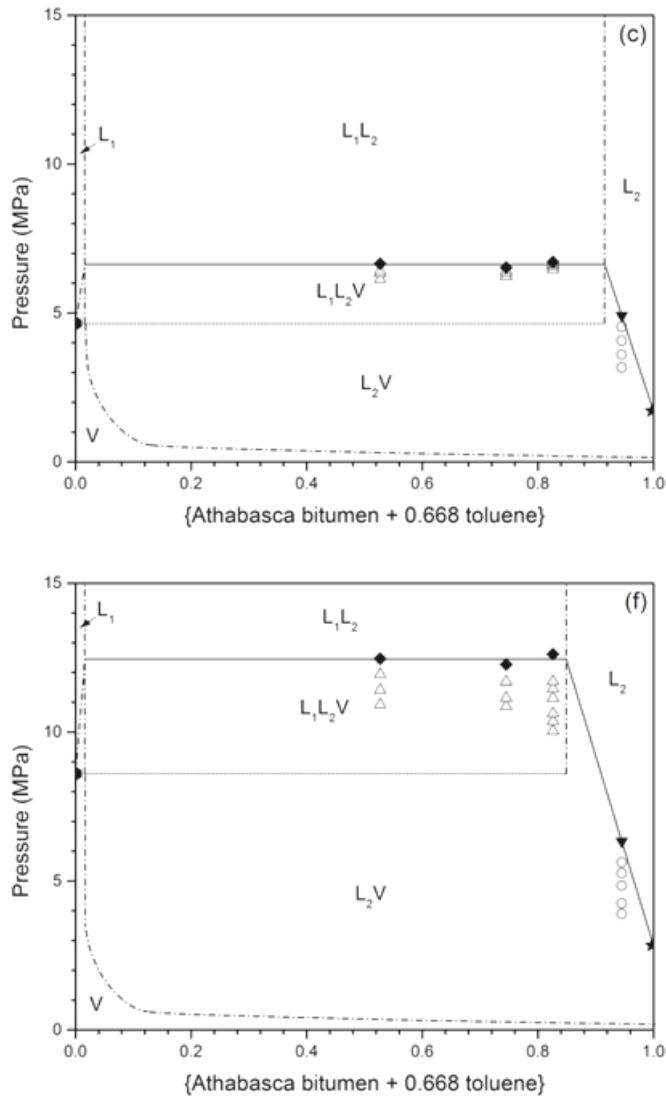 15
(c)
L₁
L₁L₂
10
L₂
Pressure (MPa)
L₁L₂V
5
L₂V
V
0
0.0 0.2 0.4 0.6 0.8 1.0
{Athabasca bitumen + 0.668 toluene}
15
(f)
L₁
L₁L₂
L₂
10
L₁L₂V
Pressure (MPa)
5
L₂V
V
0
0.0 0.2 0.4 0.6 0.8 1.0
{Athabasca bitumen + 0.668 toluene}